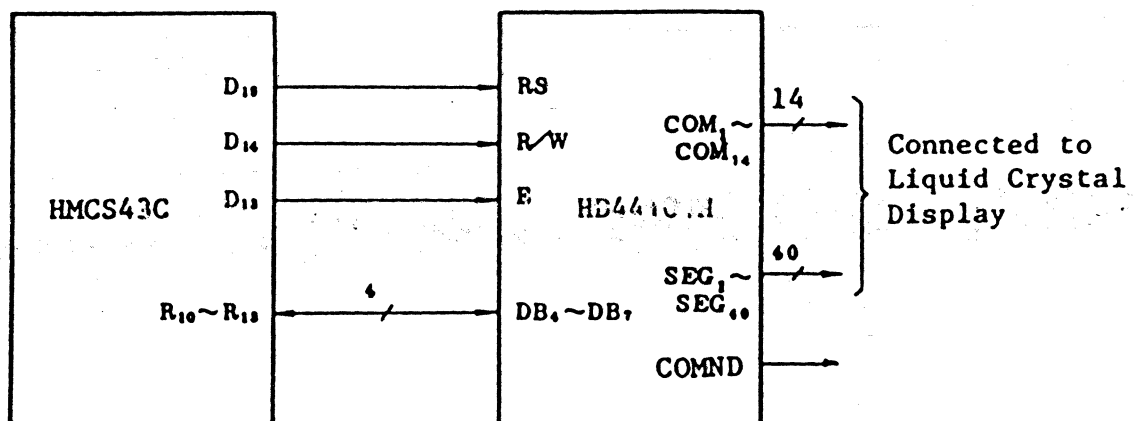 D₁₅
RS
14
D₁₄
R/W
COM₁~
COM₁₄
Connected to
Liquid Crystal
Display
HMCS43C
D₁₃
E
40
SEG₁~
SEG₄₀
R₁₀~R₁₃
4
DB₄~DB₇
COMND